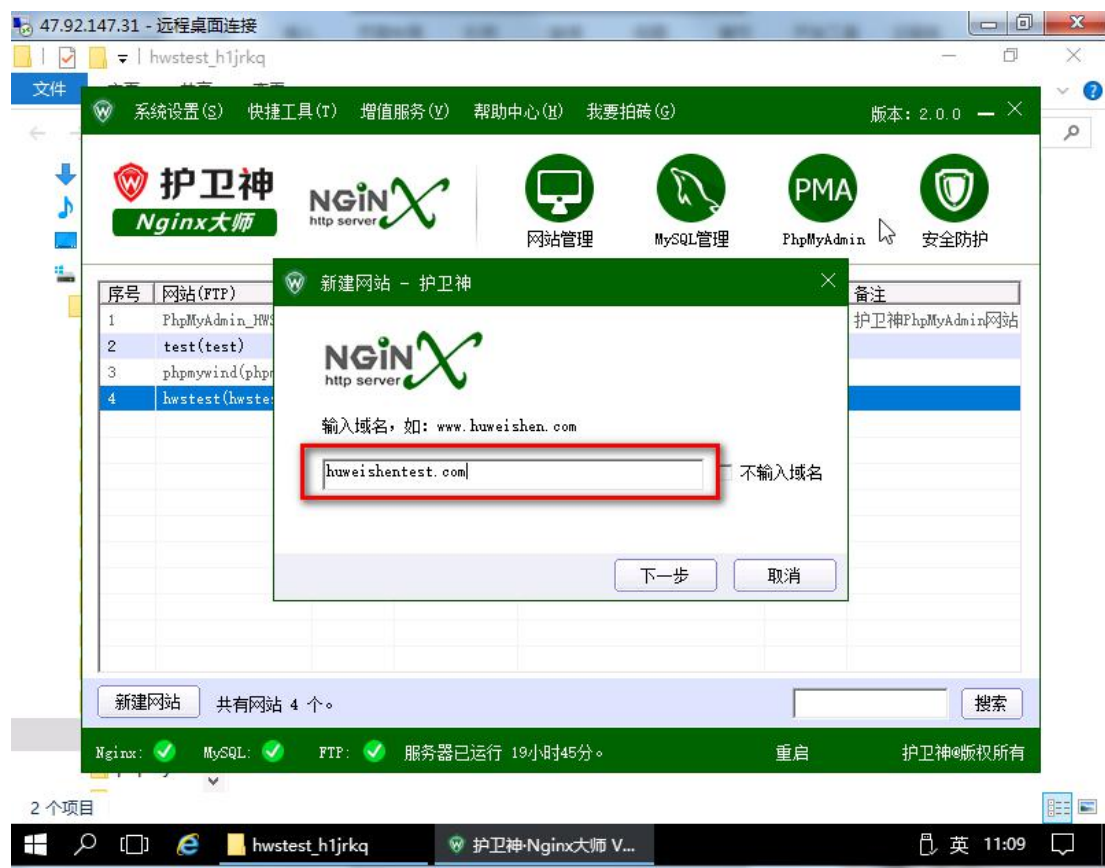 47.92.147.31 - 远程桌面连接
hwstest_h1jrkq
文件
系统设置(S) 快捷工具(T) 增值服务(V) 帮助中心(H) 我要拍砖(G) 版本: 2.0.0
护卫神
Nginx大师
NGiNX
http server
网站管理 MySQL管理 PhpMyAdmin 安全防护
PMA
新建网站 - 护卫神
序号 网站(FTP) 备注
1 PhpMyAdmin_HWS 护卫神PhpMyAdmin网站
2 test(test)
3 phpmywind(phpm
4 hwstest(hwstes
NGiNX
http server
输入域名, 如: www.huweishen.com
huweishentest.com 不输入域名
下一步 取消
新建网站 共有网站 4 个。 搜索
Nginx: MySQL: FTP: 服务器已运行 19小时45分。 重启 护卫神@版权所有
2 个项目
hwstest_h1jrkq 护卫神·Nginx大师 V... 英 11:09